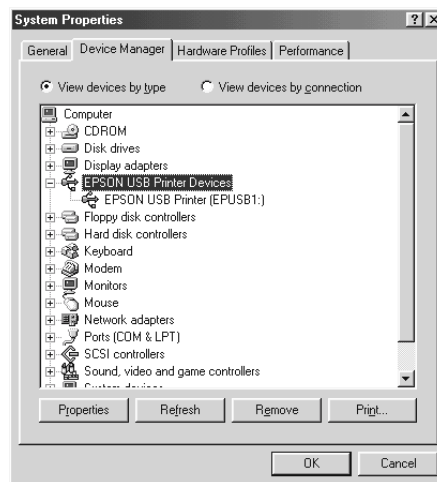 System Properties
General Device Manager Hardware Profiles Performance
View devices by type View devices by connection
Computer
CDROM
Disk drives
Display adapters
EPSON USB Printer Devices
EPSON USB Printer (EPUSB1:)
Floppy disk controllers
Hard disk controllers
Keyboard
Modem
Monitors
Mouse
Network adapters
Ports (COM & LPT)
SCSI controllers
Sound, video and game controllers
System devices
Properties Refresh Remove Print...
OK Cancel